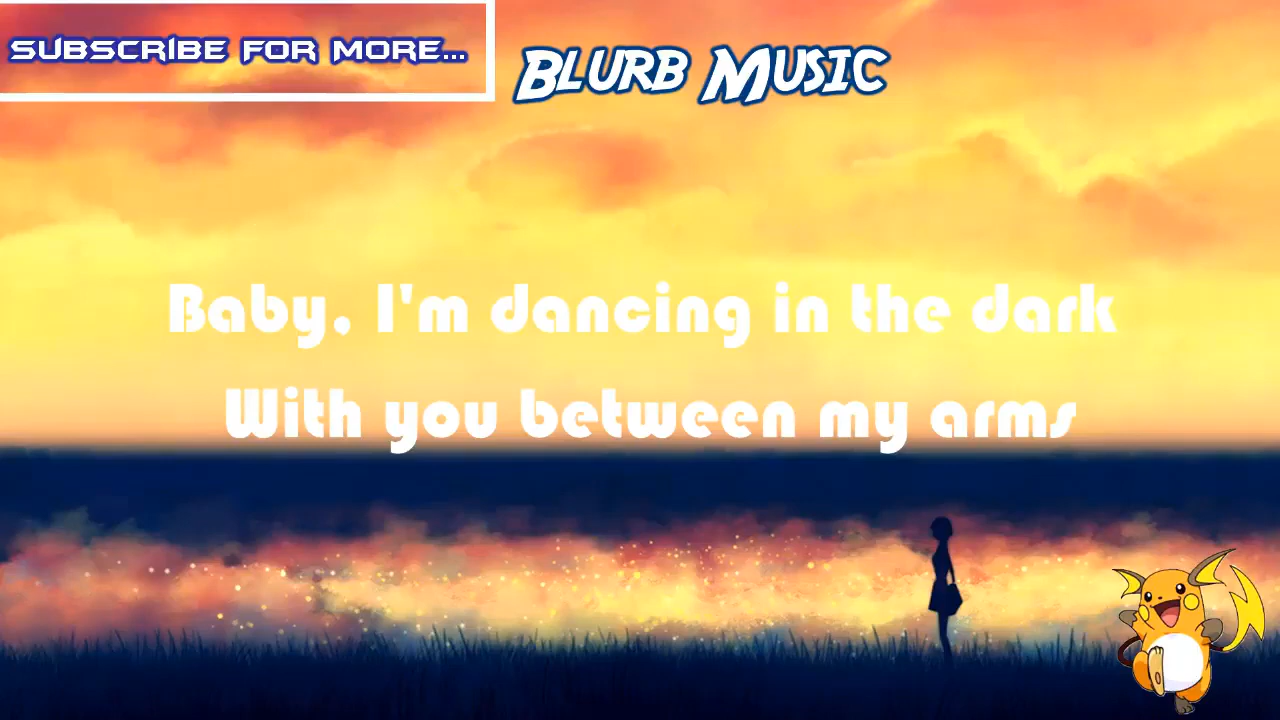 SUBSCRIBE FOR MORE...
BLURB MUSIC
Baby, I'm dancing in the dark
With you between my arms